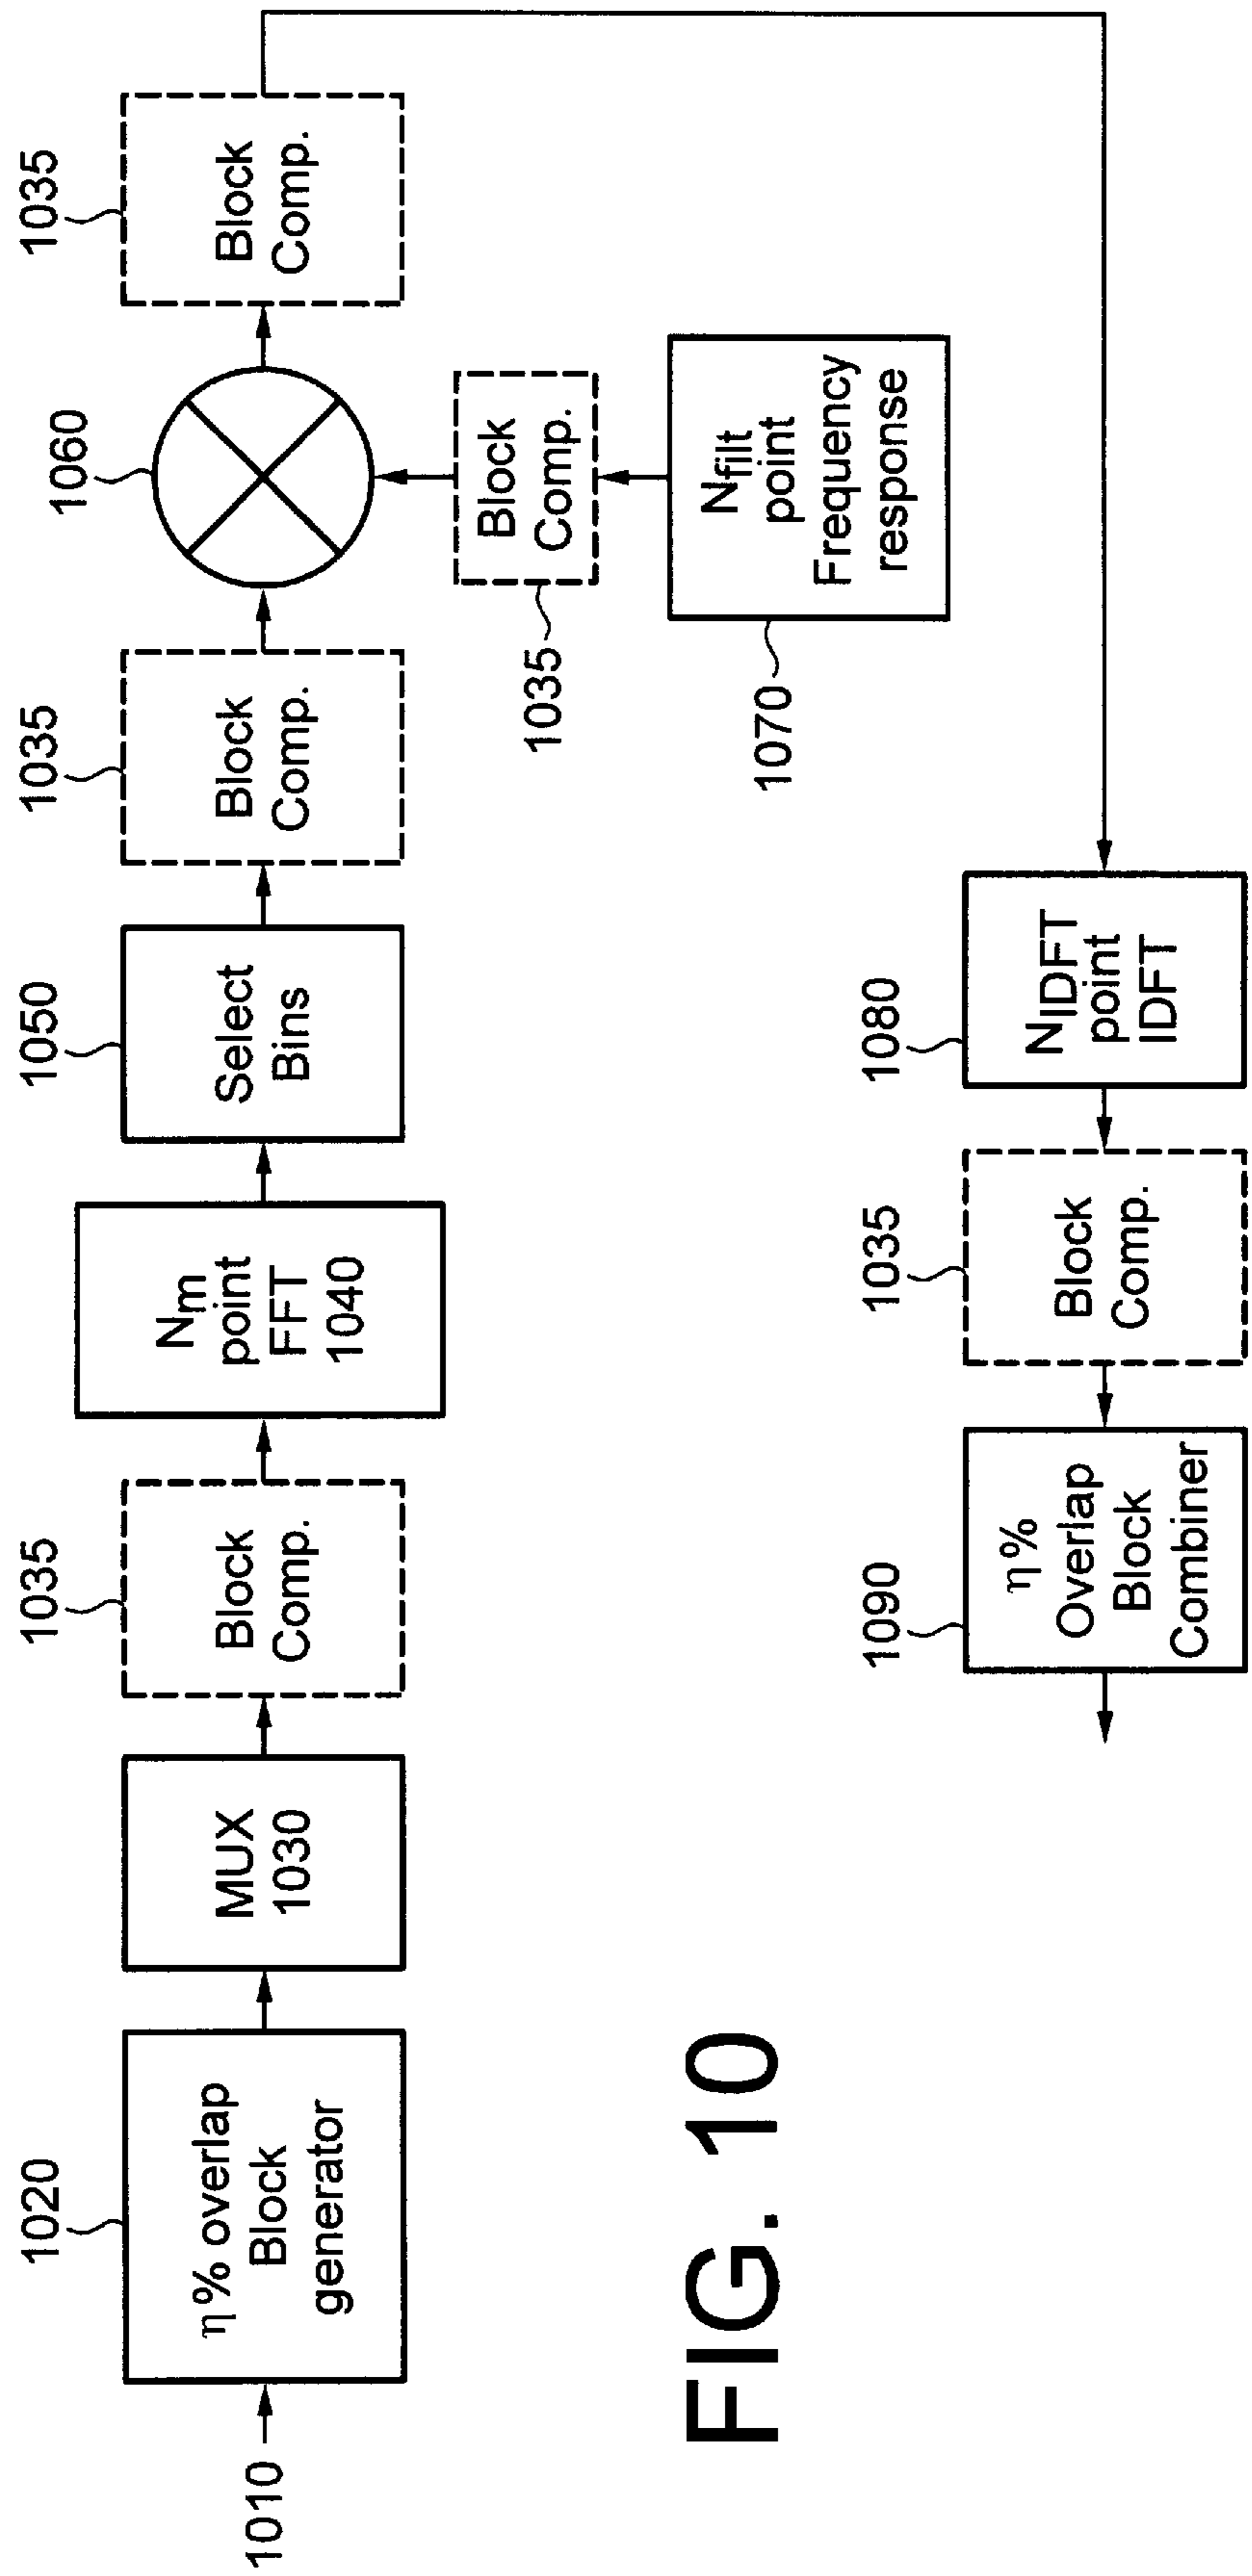 1010
1020
η% overlap
Block
generator
MUX
1030
1035
Block
Comp.
N_m
point
FFT
1040
1050
Select
Bins
1035
Block
Comp.
1060
1035
Block
Comp.
1035
Block
Comp.
1070
N_filt
point
Frequency
response
1080
N_IDFT
point
IDFT
1035
Block
Comp.
1090
η%
Overlap
Block
Combiner
FIG. 10